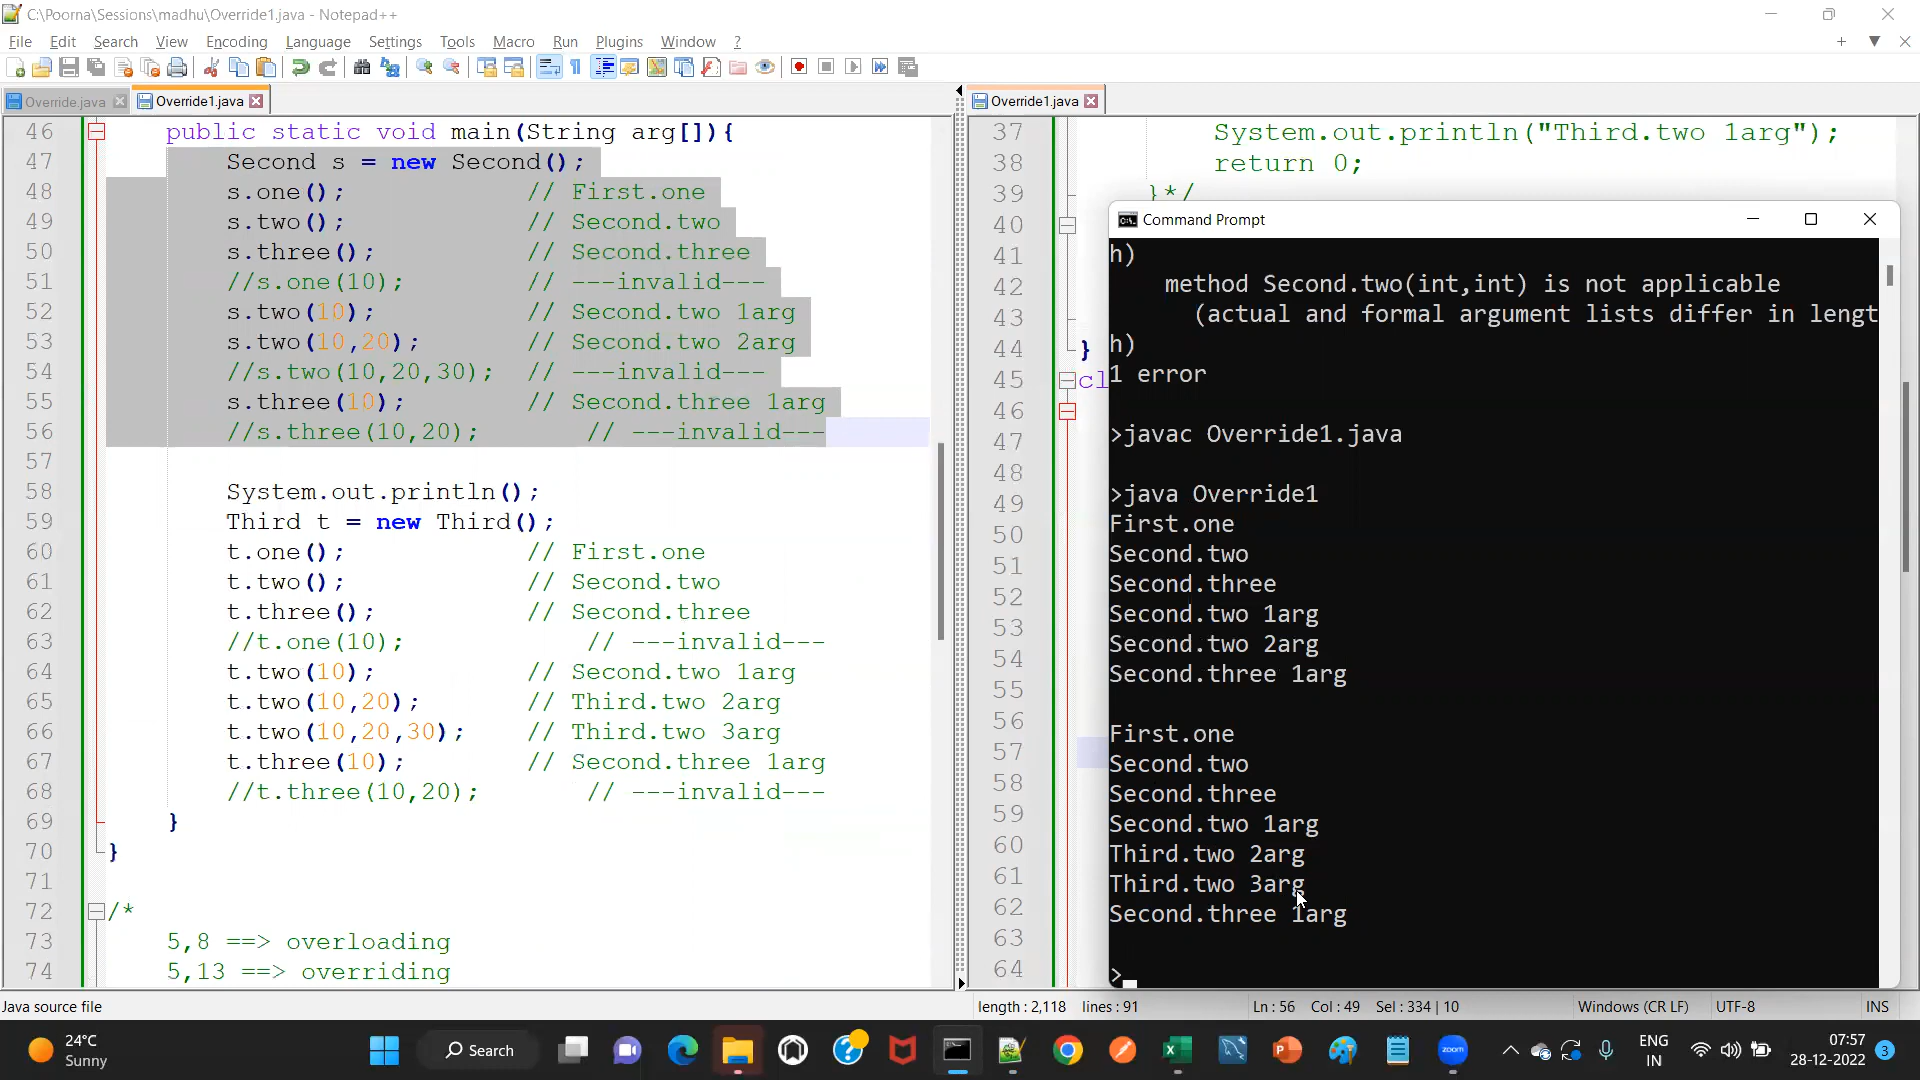 C:\Poorna\Sessions\madhu\Override1.java - Notepad++
File Edit Search View Encoding Language Settings Tools Macro Run Plugins Window ?
Override.java
Override1.java
46 public static void main(String arg[]){
47 Second s = new Second();
48 s.one(); // First.one
49 s.two(); // Second.two
50 s.three(); // Second.three
51 //s.one(10); // ---invalid---
52 s.two(10); // Second.two 1arg
53 s.two(10,20); // Second.two 2arg
54 //s.two(10,20,30); // ---invalid---
55 s.three(10); // Second.three 1arg
56 //s.three(10,20); // ---invalid---
57
58 System.out.println();
59 Third t = new Third();
60 t.one(); // First.one
61 t.two(); // Second.two
62 t.three(); // Second.three
63 //t.one(10); // ---invalid---
64 t.two(10); // Second.two 1arg
65 t.two(10,20); // Third.two 2arg
66 t.two(10,20,30); // Third.two 3arg
67 t.three(10); // Second.three 1arg
68 //t.three(10,20); // ---invalid---
69 }
70 }
71
72 /*
73 5,8 ==> overloading
74 5,13 ==> overriding
Override1.java
37 System.out.println("Third.two 1arg");
38 return 0;
39 }*/
40
41
42
43
44 }
45 cl
46
47
48
49
50
51
52
53
54
55
56
57
58
59
60
61
62
63
64
Command Prompt
h)
method Second.two(int,int) is not applicable
(actual and formal argument lists differ in lengt
h)
1 error
>javac Override1.java
>java Override1
First.one
Second.two
Second.three
Second.two 1arg
Second.two 2arg
Second.three 1arg
First.one
Second.two
Second.three
Second.two 1arg
Third.two 2arg
Third.two 3arg
Second.three 1arg
>
Java source file
length : 2,118 lines : 91
Ln : 56 Col : 49 Sel : 334 | 10
Windows (CR LF)
UTF-8
INS
24°C
Sunny
Search
zoom
ENG
IN
07:57
28-12-2022
3